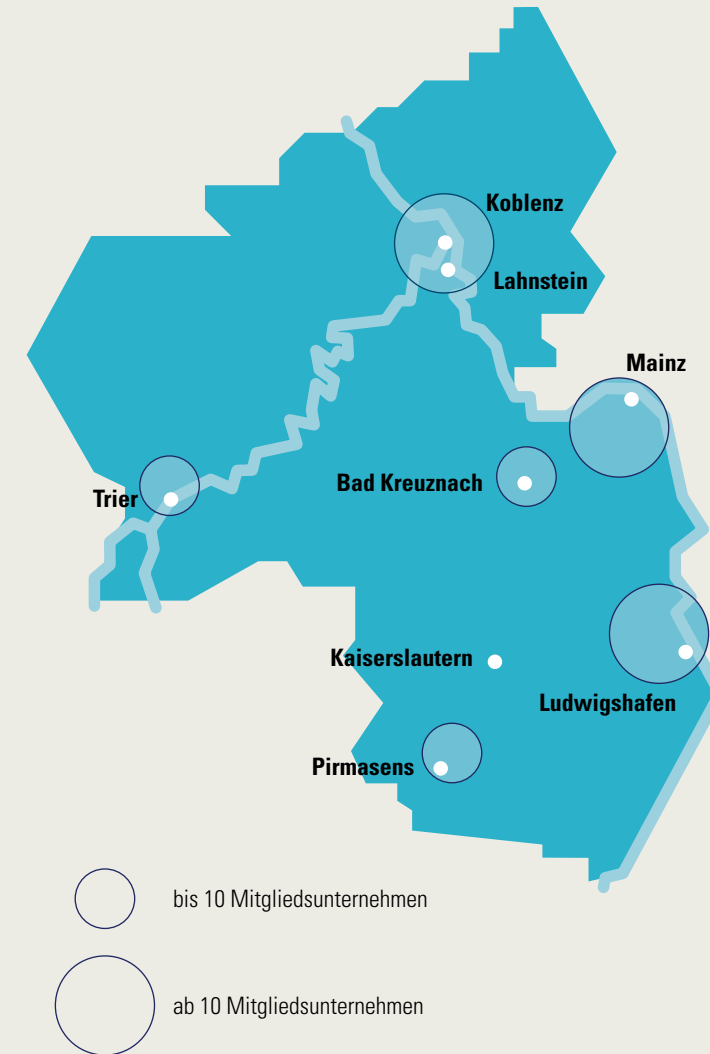 Koblenz
Lahnstein
Mainz
Bad Kreuznach
Trier
Kaiserslautern
Ludwigshafen
Pirmasens
bis 10 Mitgliedsunternehmen
ab 10 Mitgliedsunternehmen